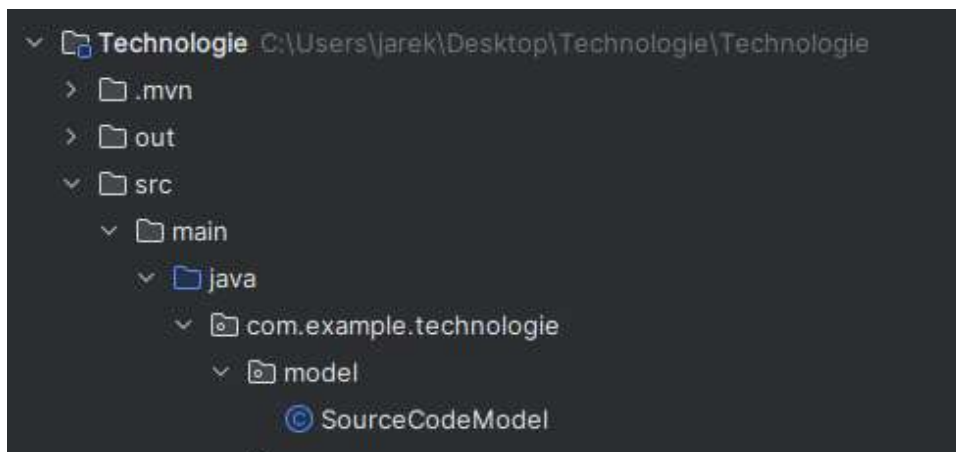 Technologie C:\Users\jarek\Desktop\Technologie\Technologie
.mvn
out
src
main
java
com.example.technologie
model
SourceCodeModel